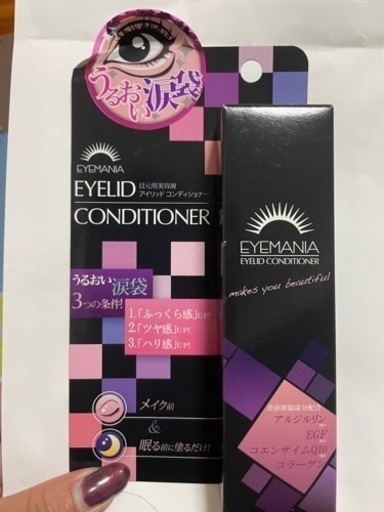 うるおい涙袋
EYEMANIA
EYELID
目元用美容液
アイリッド コンディショナー
CONDITIONER
うるおい涙袋
3つの条件!
1.「ふっくら感」UP!
2.「ツヤ感」UP!
3.「ハリ感」UP!
メイク前
&
眠る前に塗るだけ!
EYEMANIA
EYELID CONDITIONER
makes you beautiful
美容保湿成分配合
アルジルリン
EGF
コエンザイムQ10
コラーゲン